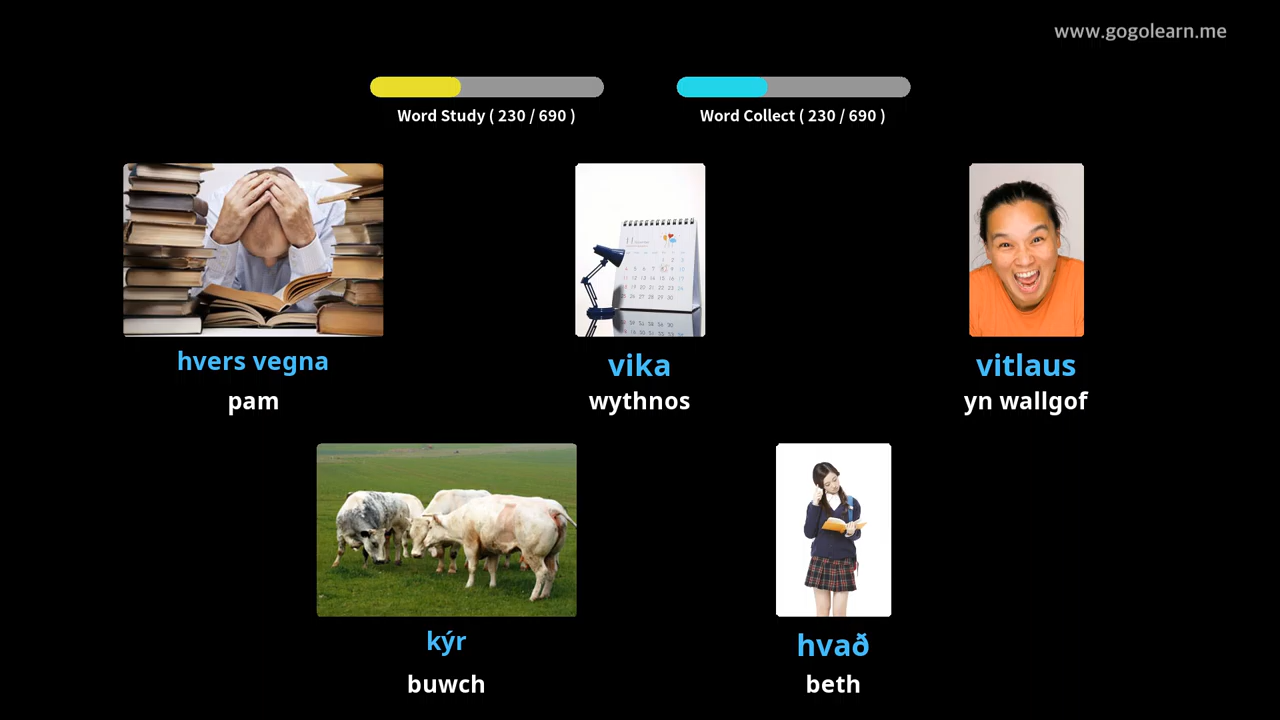 www.gogolearn.me
Word Study ( 230 / 690 )
Word Collect ( 230 / 690 )
hvers vegna
pam
vika
wythnos
vitlaus
yn wallgof
kýr
buwch
hvað
beth